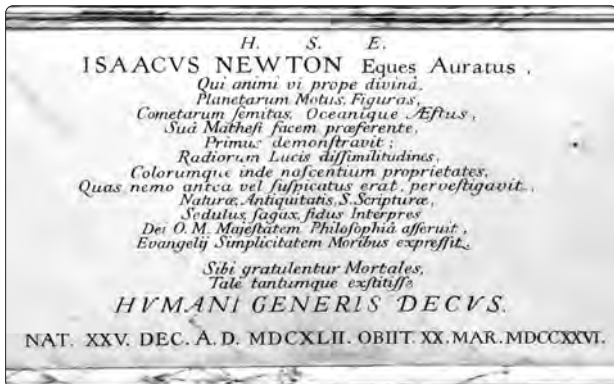 H. S. E.
ISAACVS NEWTON Eques Auratus,
Qui animi vi prope divinâ,
Planetarum Motus, Figuras,
Cometarum ſemitas, Oceanique Æſtus,
Suâ Matheſi facem præferente,
Primus demonſtravit;
Radiorum Lucis diſſimilitudines,
Colorumque inde naſcentium proprietates,
Quas nemo antea vel ſuſpicatus erat, perveſtigavit.,
Naturæ, Antiquitatis, S. Scripturæ,
Sedulus, ſagax, fidus Interpres
Dei O. M. Majeſtatem Philoſophiâ aſſeruit,
Evangelij Simplicitatem Moribus expreſſit.
Sibi gratulentur Mortales,
Tale tantumque exſtitiſſe
HVMANI GENERIS DECVS.
NAT. XXV. DEC. A. D. MDCXLII. OBIIT. XX. MAR. MDCCXXVI.